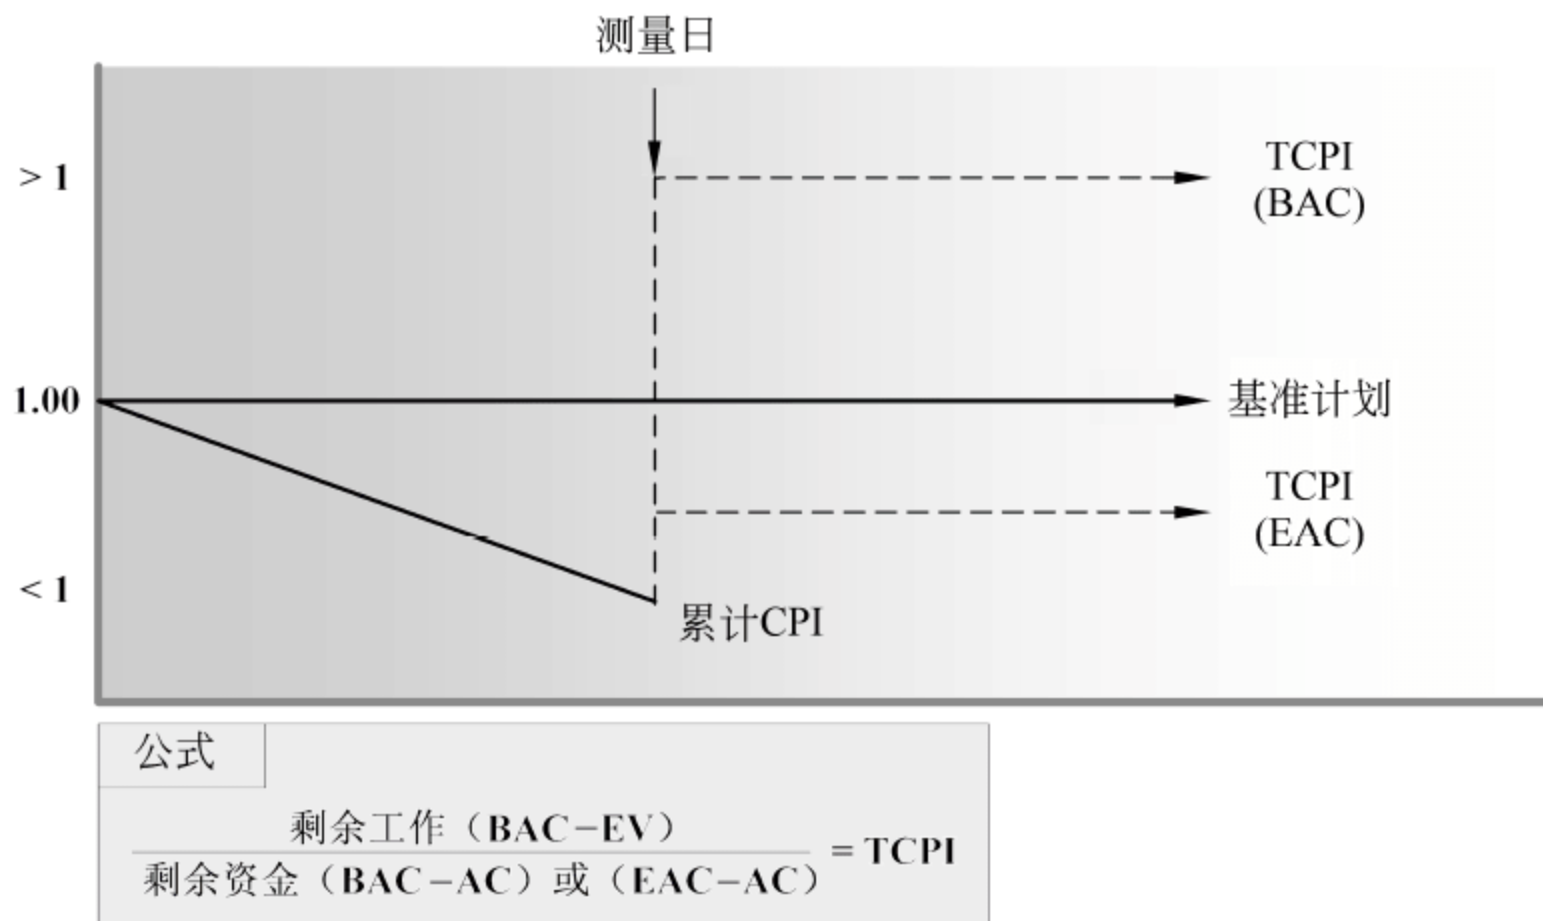 测量日
> 1
TCPI
(BAC)
1.00
基准计划
TCPI
(EAC)
< 1
累计CPI
公式
剩余工作（BAC−EV）
剩余资金（BAC−AC）或（EAC−AC）
= TCPI